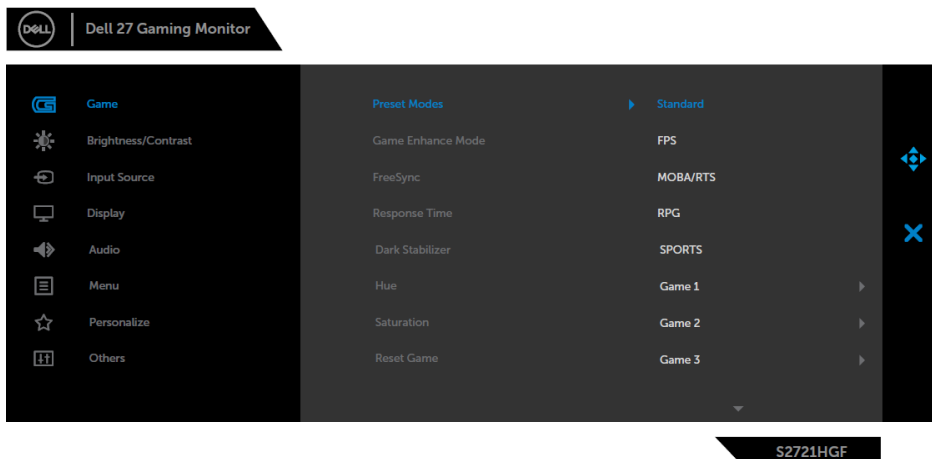 DELL
Dell 27 Gaming Monitor
Game
Brightness/Contrast
Input Source
Display
Audio
Menu
Personalize
Others
Preset Modes
Game Enhance Mode
FreeSync
Response Time
Dark Stabilizer
Hue
Saturation
Reset Game
Standard
FPS
MOBA/RTS
RPG
SPORTS
Game 1
Game 2
Game 3
S2721HGF